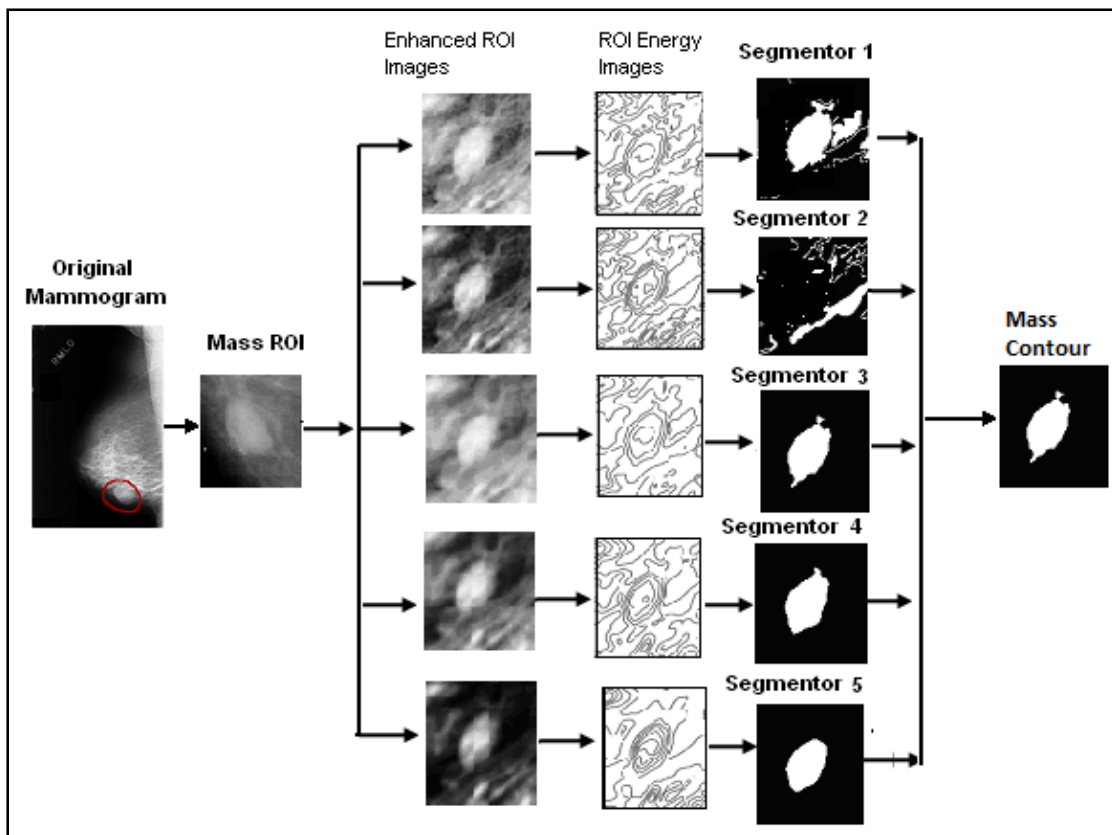 Enhanced ROI
Images
ROI Energy
Images
Segmentor 1
Segmentor 2
Original
Mammogram
RMLO
Mass ROI
Segmentor 3
Mass
Contour
Segmentor 4
Segmentor 5